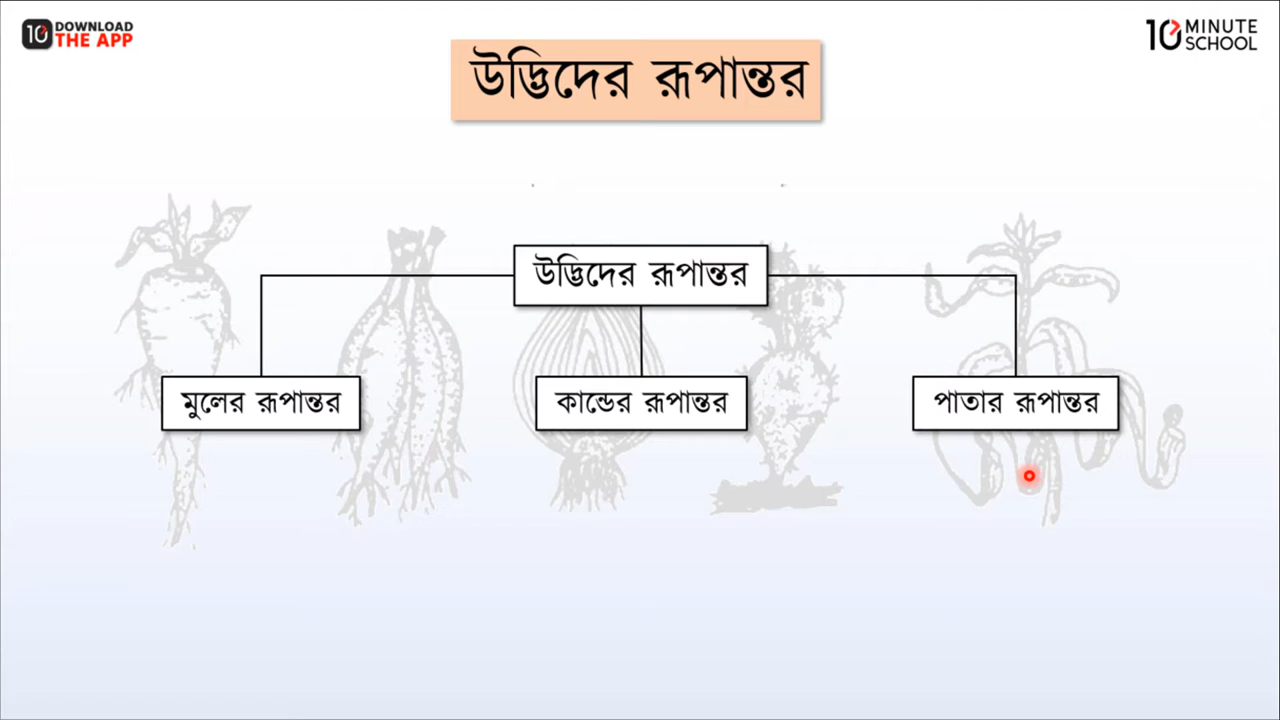 10 DOWNLOAD THE APP
10 MINUTE SCHOOL
উদ্ভিদের রূপান্তর
উদ্ভিদের রূপান্তর
মুলের রূপান্তর
কান্ডের রূপান্তর
পাতার রূপান্তর